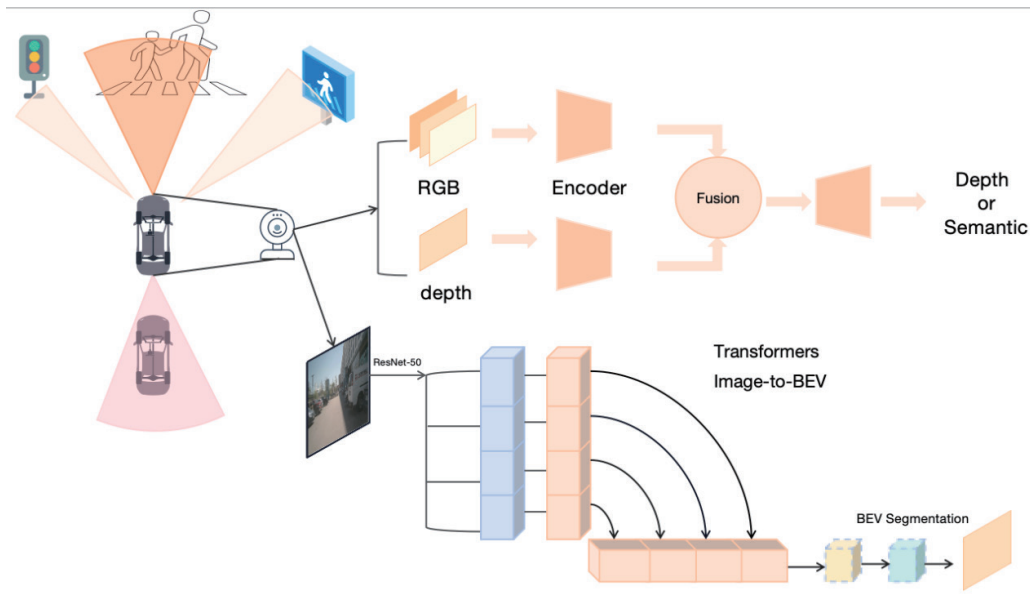 RGB
Encoder
Fusion
Depth
or
Semantic
depth
ResNet-50
Transformers
Image-to-BEV
BEV Segmentation